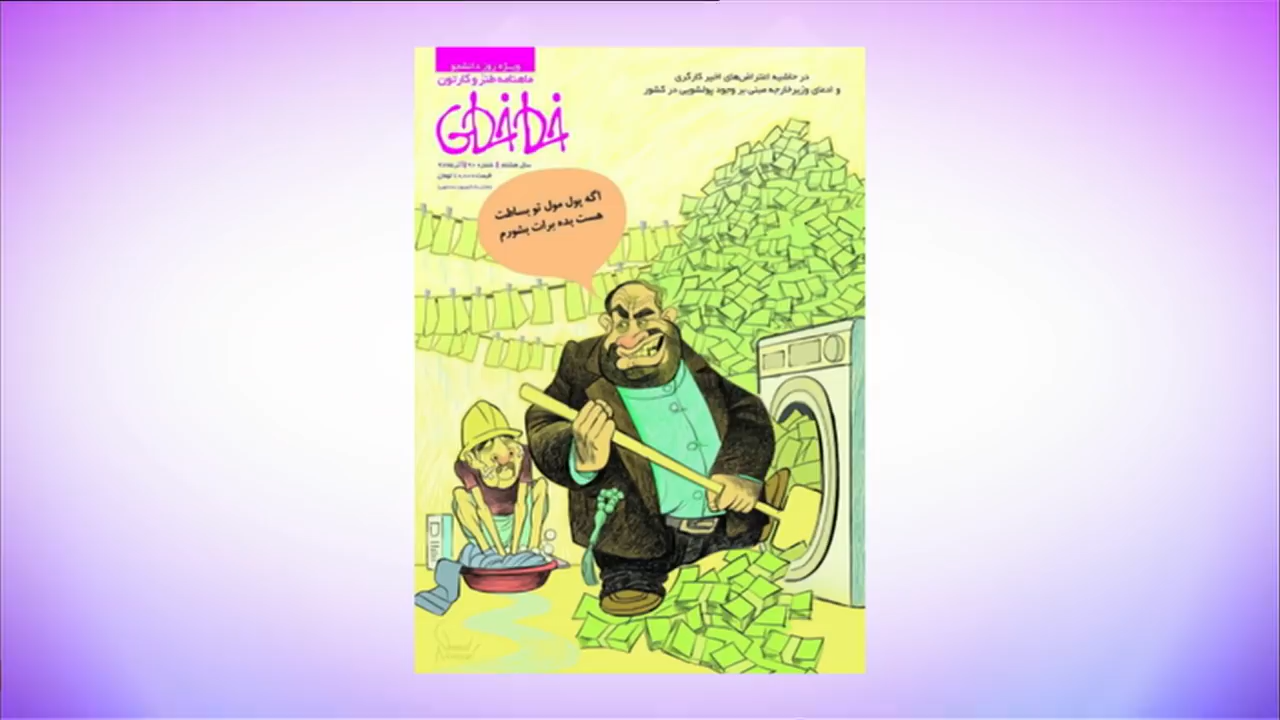 ویژه روز دانشجو
ماهنامه طنز و کارتون
خط خطی
در حاشیه اعتراض‌های اخیر کارگری
و ادعای وزیرخارجه مبنی بر وجود پولشویی در کشور
اگه پول مول تو بساطت
هست بده برات بشورم